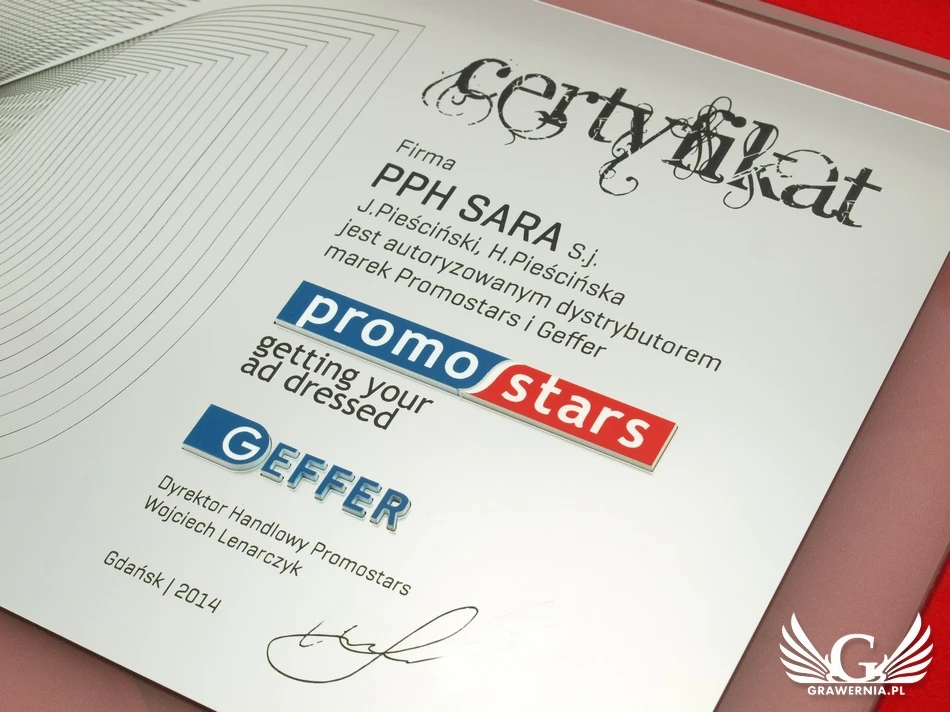 certyfikat
Firma
PPH SARA S.j.
J.Pieściński, H.Pieścińska
jest autoryzowanym dystrybutorem
marek Promostars i Geffer
promo stars
getting your
ad dressed
GEFFER
Dyrektor Handlowy Promostars
Wojciech Lenarczyk
Gdańsk | 2014
G
GRAWERNIA.PL